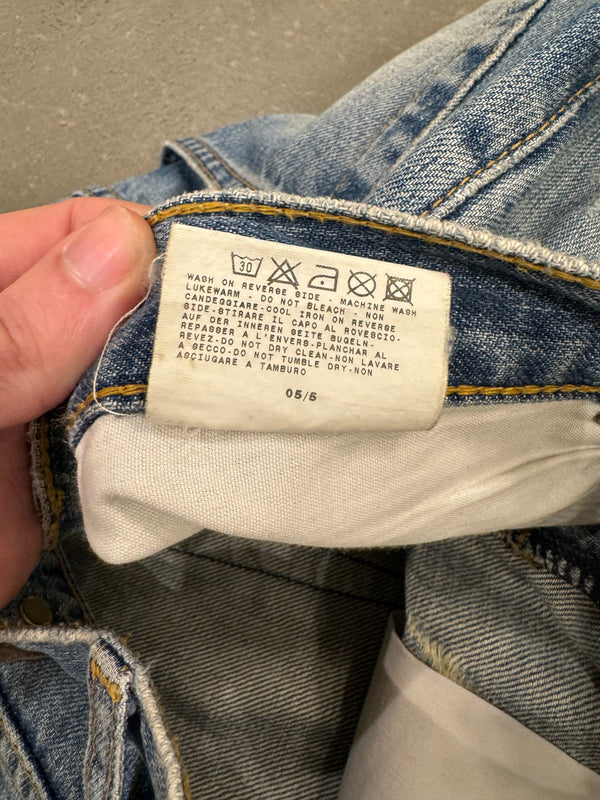 30
WASH ON REVERSE SIDE - MACHINE WASH
LUKEWARM - DO NOT BLEACH - NON
CANDEGGIARE-COOL IRON ON REVERSE
SIDE-STIRARE IL CAPO AL ROVESCIO-
AUF DER INNEREN SEITE BUGELN-
REPASSER A L'ENVERS-PLANCHAR AL
REVEZ-DO NOT DRY CLEAN-NON LAVARE
A SECCO-DO NOT TUMBLE DRY-NON
ASCIUGARE A TAMBURO
05/5